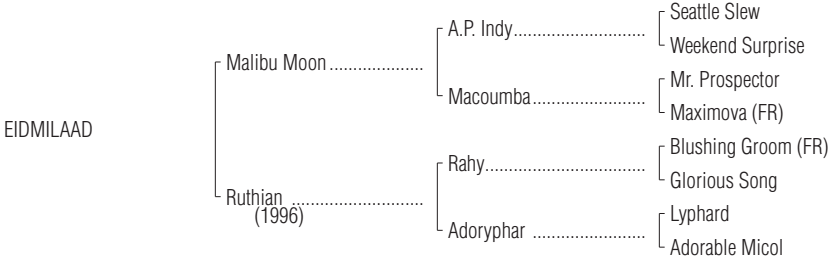 Seattle Slew
A.P. Indy..............................
Weekend Surprise
Malibu Moon .....................
Mr. Prospector
Macoumba..........................
Maximova (FR)
EIDMILAAD
Blushing Groom (FR)
Rahy.....................................
Glorious Song
Ruthian ..............................
(1996)
Lyphard
Adoryphar ..........................
Adorable Micol